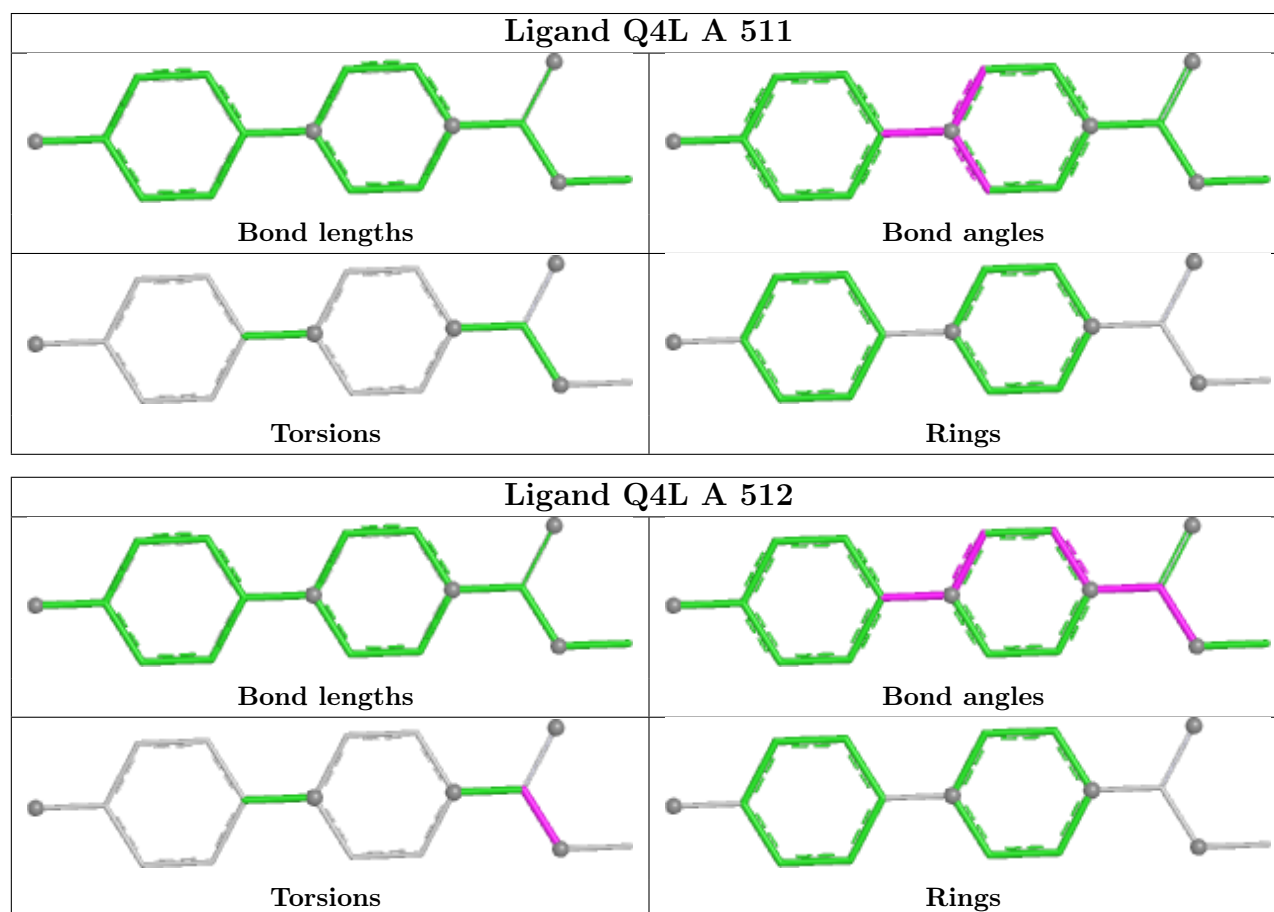 Ligand Q4L A 511
Bond lengths
Bond angles
Torsions
Rings
Ligand Q4L A 512
Bond lengths
Bond angles
Torsions
Rings